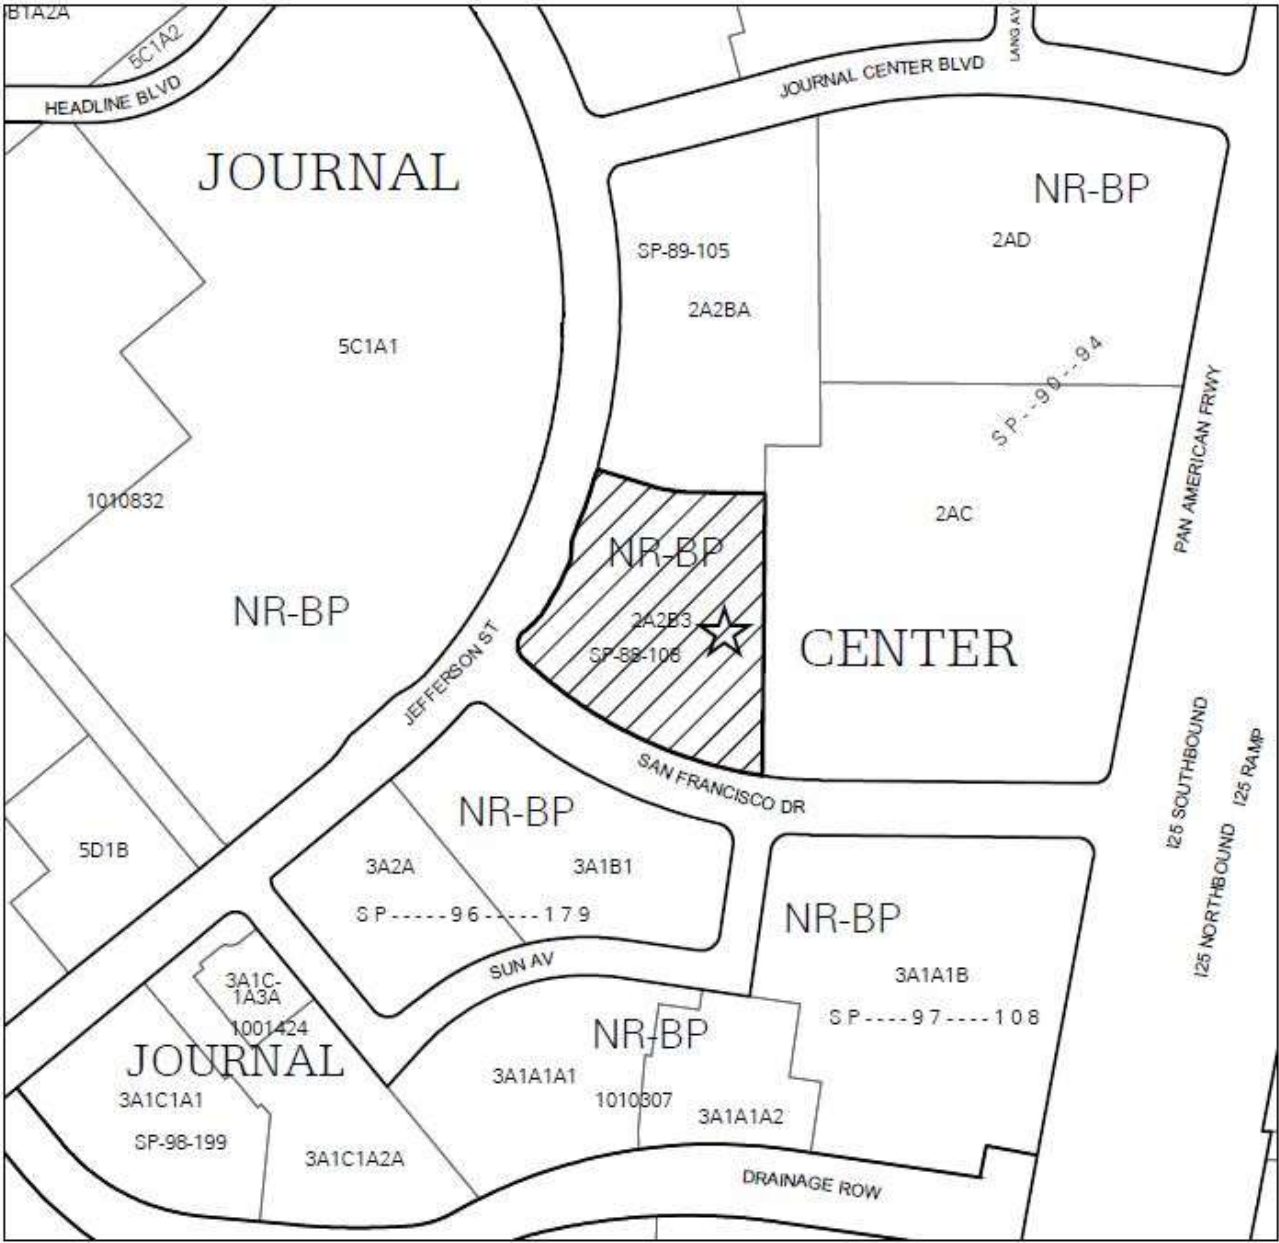 B1A2A
5C1A2
LANG AV
HEADLINE BLVD
JOURNAL CENTER BLVD
JOURNAL
NR-BP
2AD
SP-89-105
2A2BA
5C1A1
SP--90--94
PAN AMERICAN FRWY
1010832
2AC
NR-BP
NR-BP
2A2B3
SP-88-108
CENTER
JEFFERSON ST
SAN FRANCISCO DR
I25 SOUTHBOUND
I25 RAMP
I25 NORTHBOUND
NR-BP
5D1B
3A2A
3A1B1
SP-----96-----179
NR-BP
SUN AV
3A1A1B
SP----97----108
3A1C-
1A3A
1001424
NR-BP
JOURNAL
3A1A1A1
3A1C1A1
1010307
3A1A1A2
SP-98-199
3A1C1A2A
DRAINAGE ROW